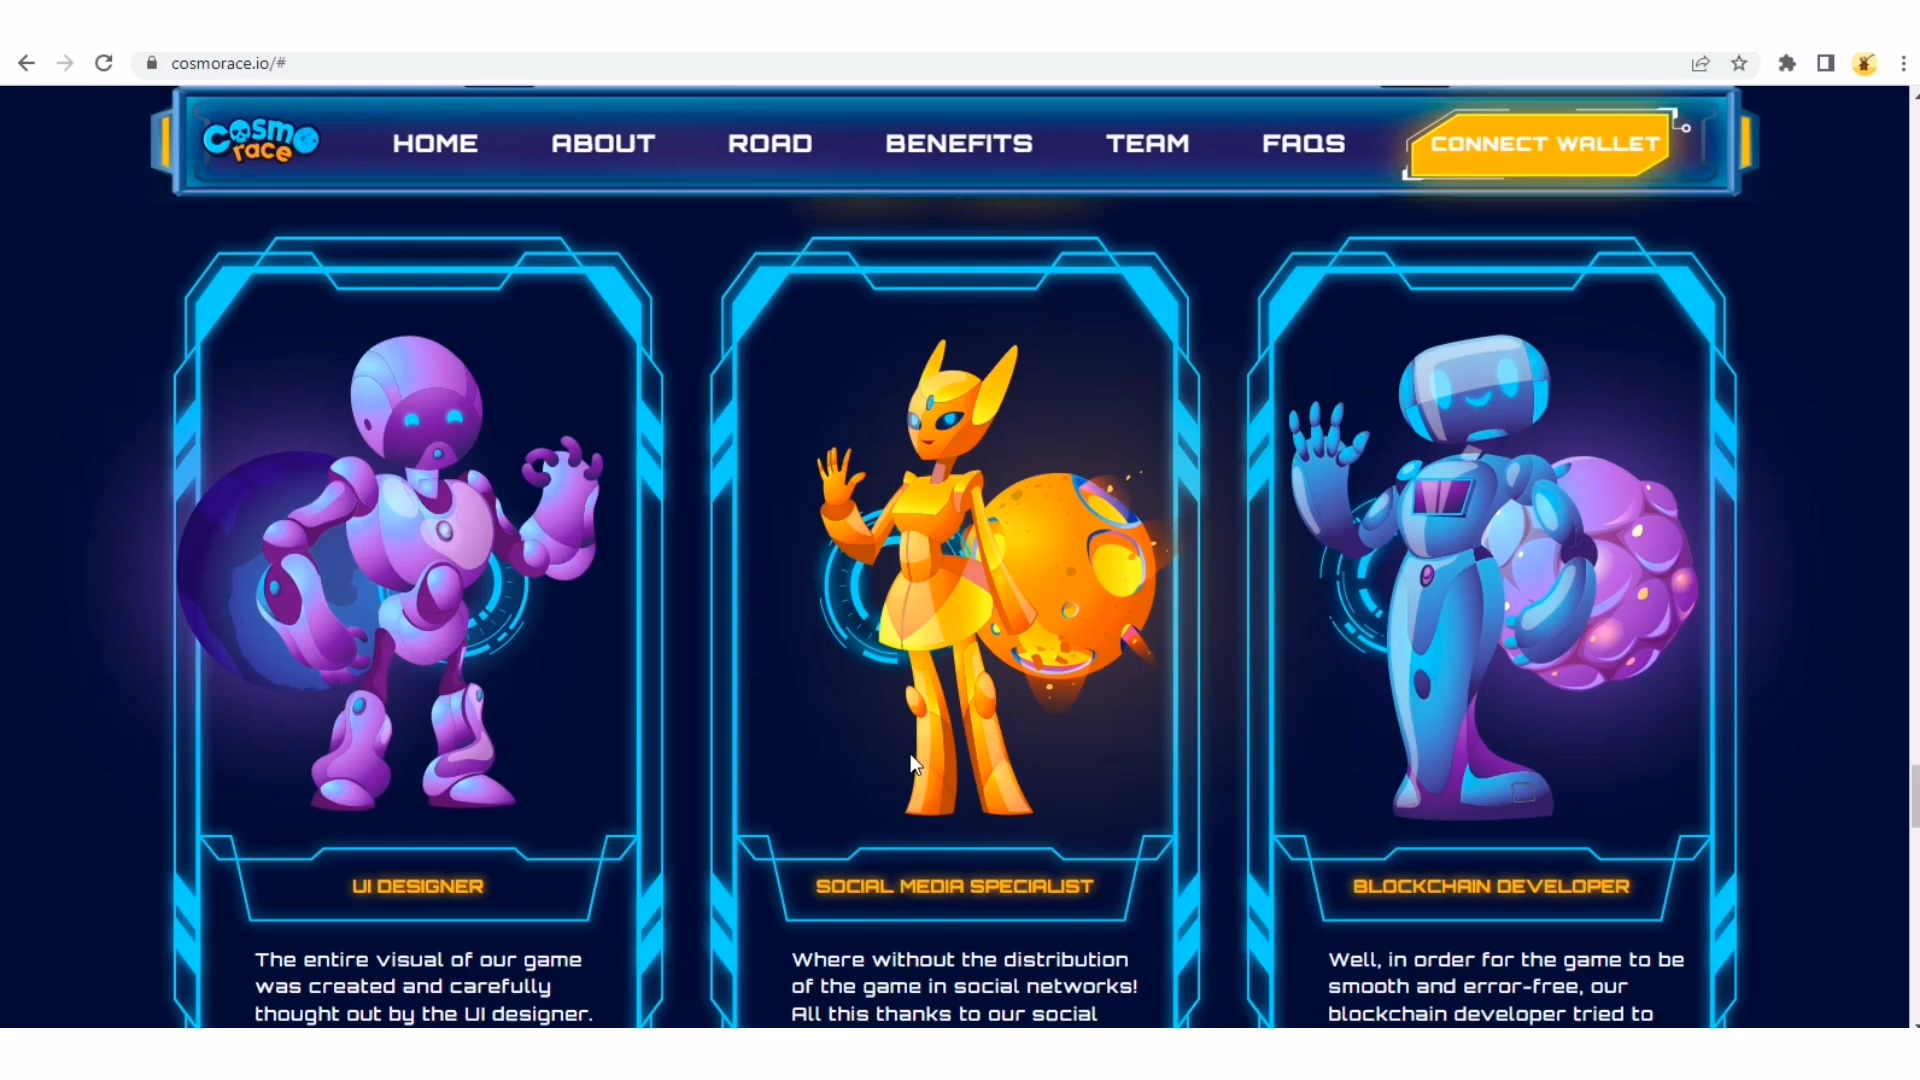 cosmorace.io/#
Cosmo
race
HOME
ABOUT
ROAD
BENEFITS
TEAM
FAQS
CONNECT WALLET
UI DESIGNER
The entire visual of our game
was created and carefully
thought out by the UI designer.
SOCIAL MEDIA SPECIALIST
Where without the distribution
of the game in social networks!
All this thanks to our social
BLOCKCHAIN DEVELOPER
Well, in order for the game to be
smooth and error-free, our
blockchain developer tried to